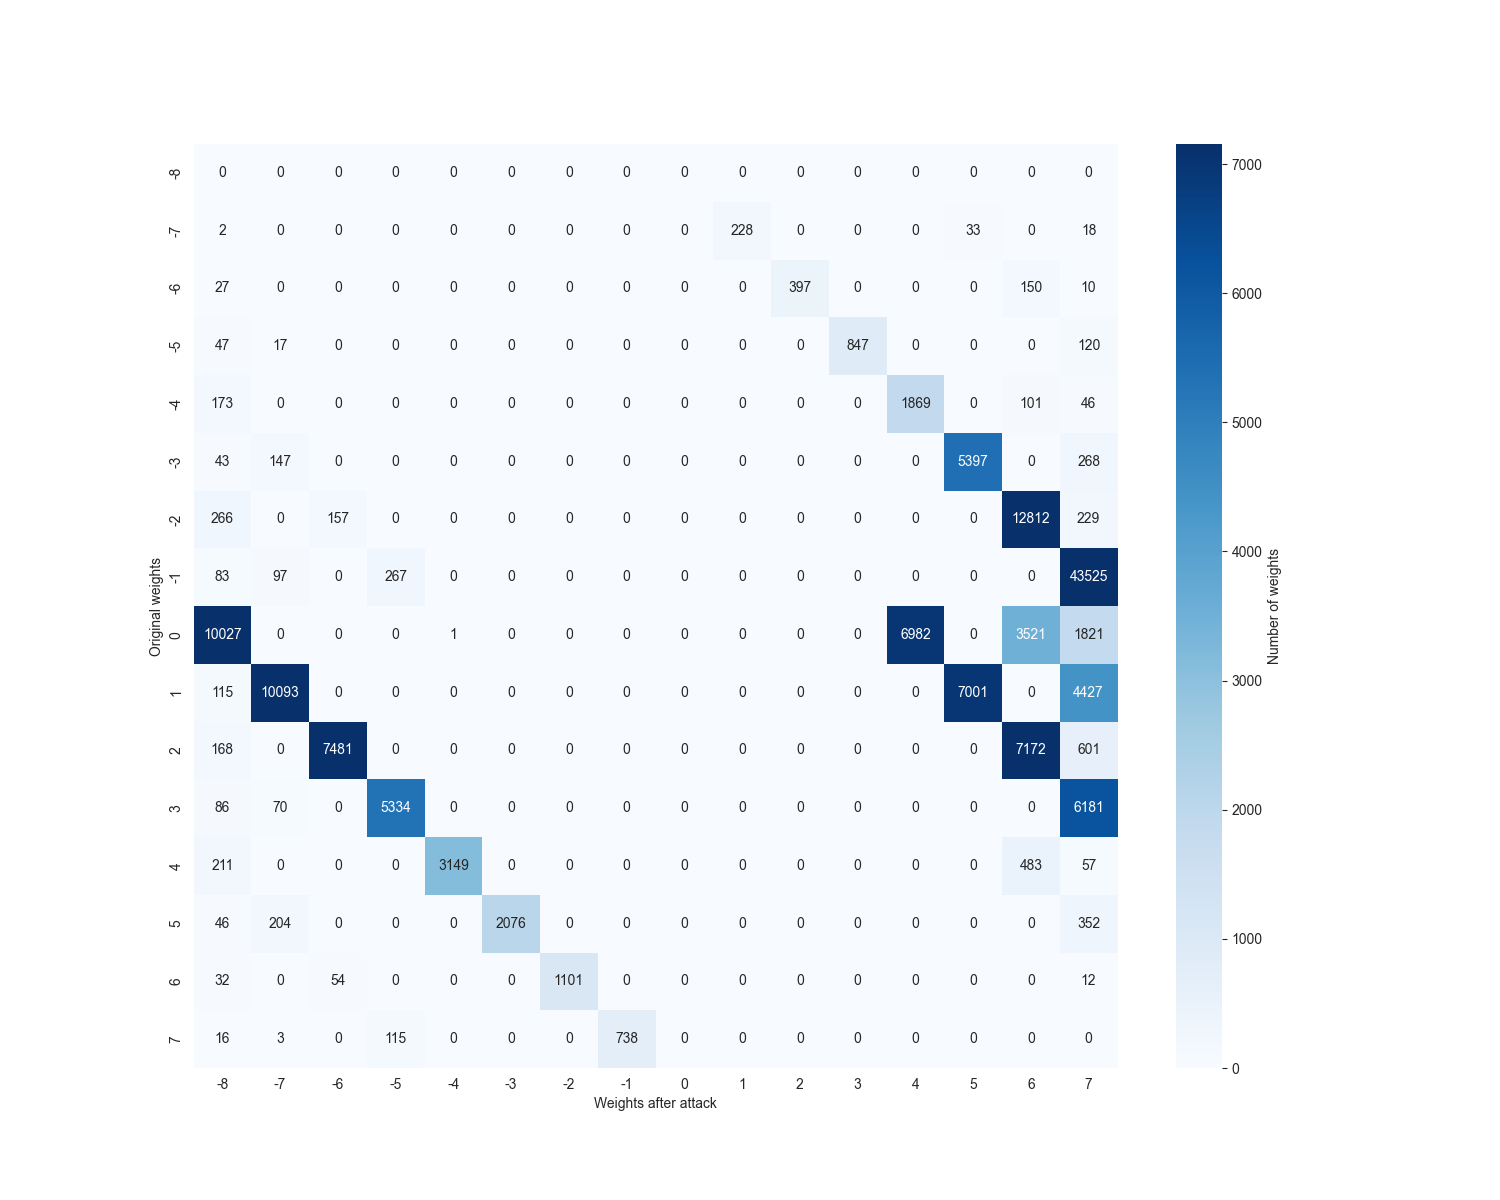 -8 0 0 0 0 0 0 0 0 0 0 0 0 0 0 0 0
-7 2 0 0 0 0 0 0 0 0 228 0 0 0 33 0 18
-6 27 0 0 0 0 0 0 0 0 0 397 0 0 0 150 10
-5 47 17 0 0 0 0 0 0 0 0 0 847 0 0 0 120
-4 173 0 0 0 0 0 0 0 0 0 0 0 1869 0 101 46
-3 43 147 0 0 0 0 0 0 0 0 0 0 0 5397 0 268
-2 266 0 157 0 0 0 0 0 0 0 0 0 0 0 12812 229
-1 83 97 0 267 0 0 0 0 0 0 0 0 0 0 0 43525
0 10027 0 0 0 1 0 0 0 0 0 0 0 6982 0 3521 1821
1 115 10093 0 0 0 0 0 0 0 0 0 0 0 7001 0 4427
2 168 0 7481 0 0 0 0 0 0 0 0 0 0 0 7172 601
3 86 70 0 5334 0 0 0 0 0 0 0 0 0 0 0 6181
4 211 0 0 0 3149 0 0 0 0 0 0 0 0 0 483 57
5 46 204 0 0 0 2076 0 0 0 0 0 0 0 0 0 352
6 32 0 54 0 0 0 1101 0 0 0 0 0 0 0 0 12
7 16 3 0 115 0 0 0 738 0 0 0 0 0 0 0 0
-8 -7 -6 -5 -4 -3 -2 -1 0 1 2 3 4 5 6 7
Weights after attack
Original weights
7000
6000
5000
4000
3000
2000
1000
0
Number of weights